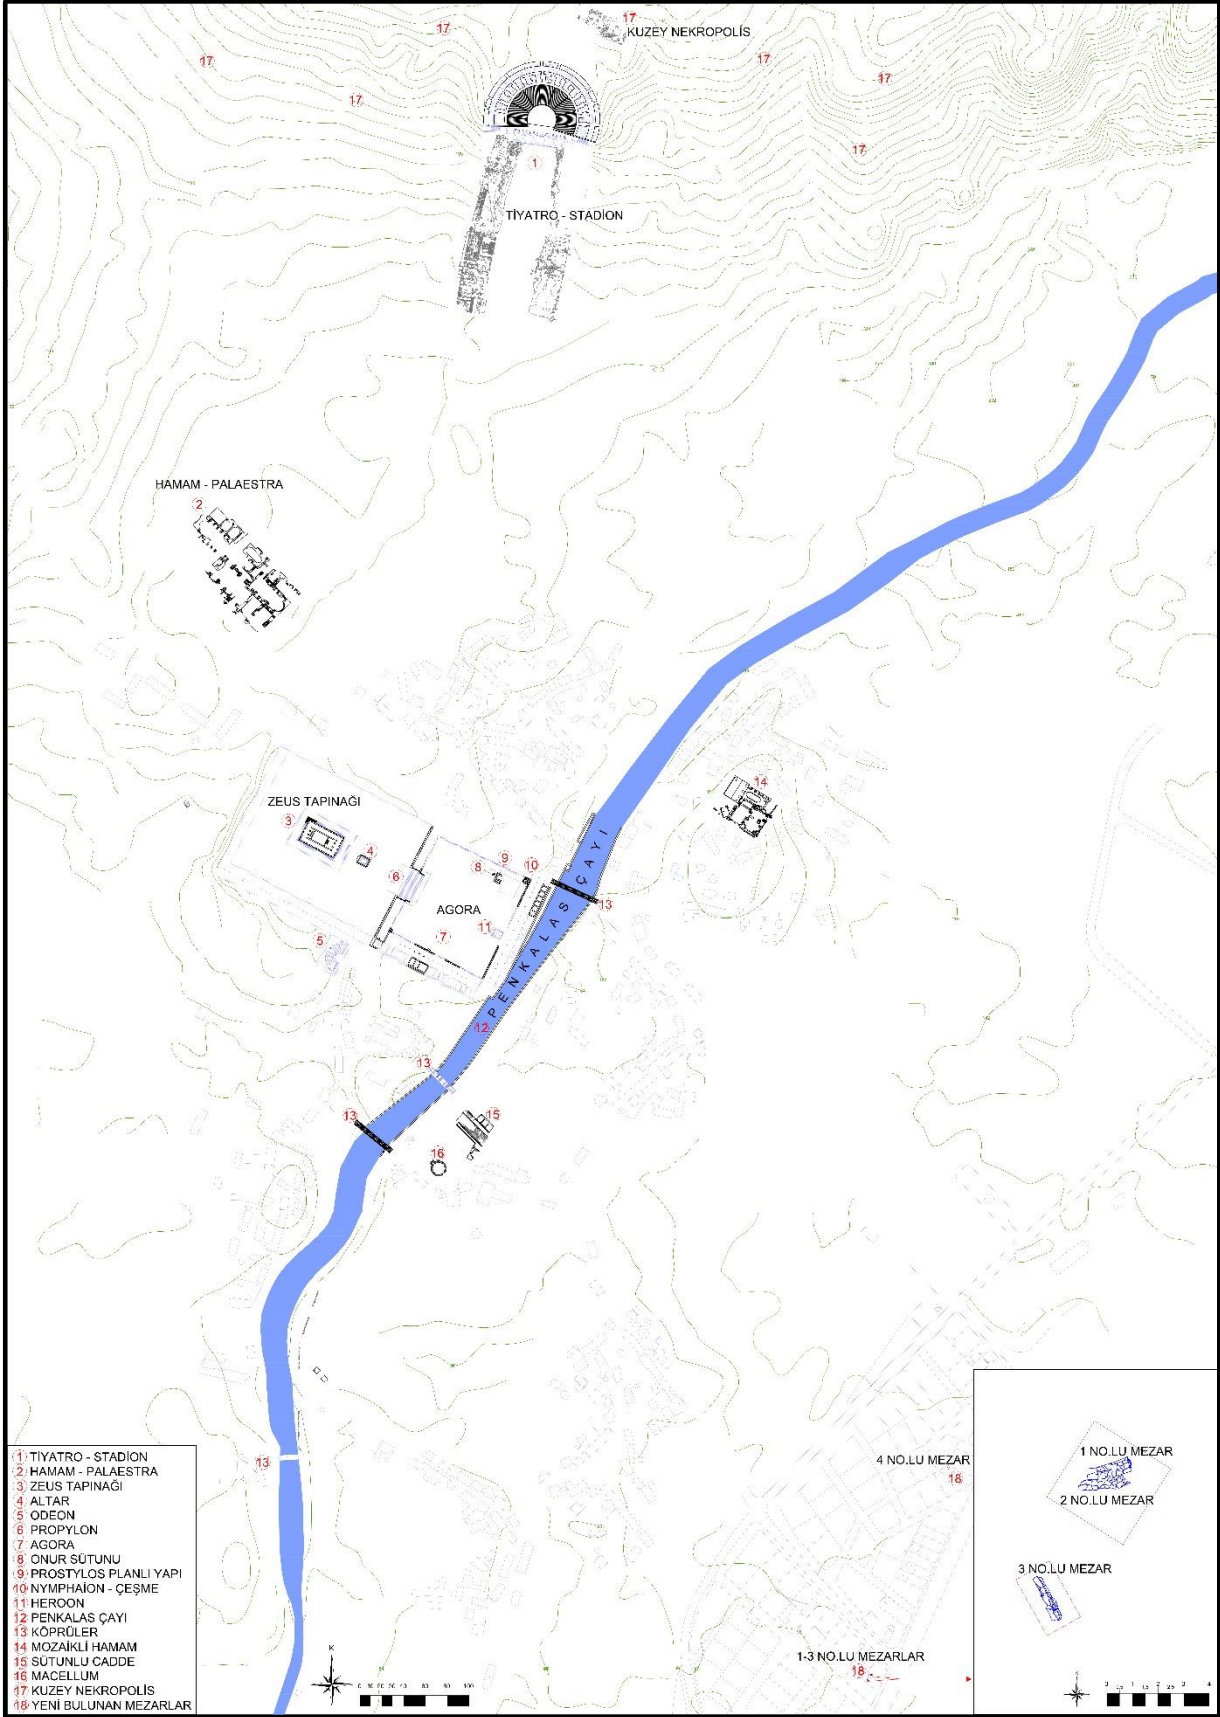 17
KUZEY NEKROPOLİS
17
17
17
17
17
17
1
TİYATRO - STADİON
HAMAM - PALAESTRA
2
14
ZEUS TAPINAĞI
3
4
6
8
9
10
13
AGORA
7
11
5
PENKALAS ÇAYI
12
13
13
15
16
13
4 NO.LU MEZAR
18
1-3 NO.LU MEZARLAR
18
1 NO.LU MEZAR
2 NO.LU MEZAR
3 NO.LU MEZAR
1 TİYATRO - STADİON
2 HAMAM - PALAESTRA
3 ZEUS TAPINAĞI
4 ALTAR
5 ODEON
6 PROPYLON
7 AGORA
8 ONUR SÜTUNU
9 PROSTYLOS PLANLI YAPI
10 NYMPHAİON - ÇEŞME
11 HEROON
12 PENKALAS ÇAYI
13 KÖPRÜLER
14 MOZAİKLİ HAMAM
15 SÜTUNLU CADDE
16 MACELLUM
17 KUZEY NEKROPOLİS
18 YENİ BULUNAN MEZARLAR
K